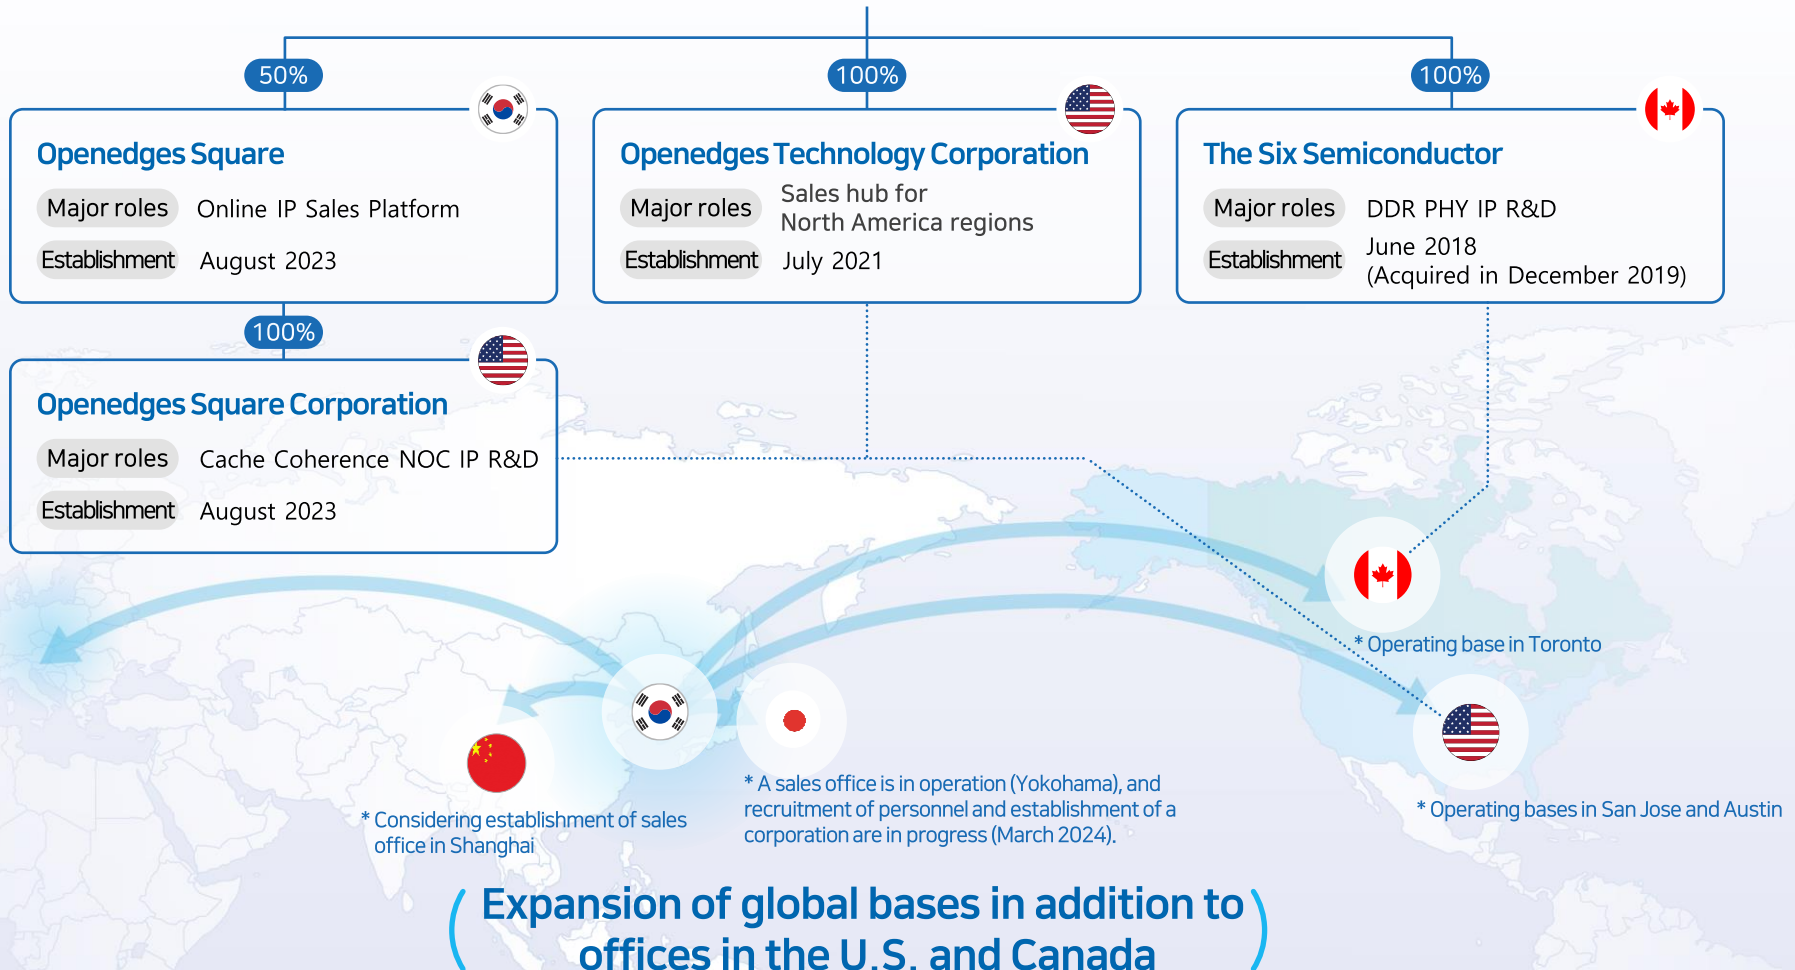 50%
100%
100%
Openedges Square
Major roles Online IP Sales Platform
Establishment August 2023
Openedges Technology Corporation
Major roles Sales hub for
North America regions
Establishment July 2021
The Six Semiconductor
Major roles DDR PHY IP R&D
Establishment June 2018
(Acquired in December 2019)
100%
Openedges Square Corporation
Major roles Cache Coherence NOC IP R&D
Establishment August 2023
* Operating base in Toronto
* Operating bases in San Jose and Austin
* A sales office is in operation (Yokohama), and
recruitment of personnel and establishment of a
corporation are in progress (March 2024).
* Considering establishment of sales
office in Shanghai
Expansion of global bases in addition to
offices in the U.S. and Canada